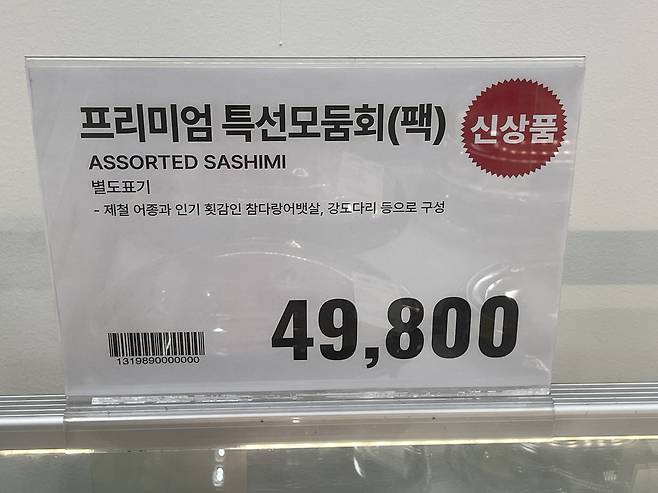 프리미엄 특선모둠회(팩)
신상품
ASSORTED SASHIMI
별도표기
- 제철 어종과 인기 횟감인 참다랑어뱃살, 강도다리 등으로 구성
49,800
1319890000000